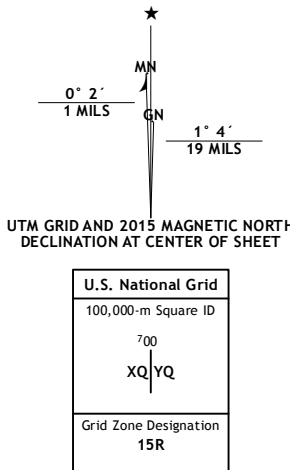 ★
MN
0° 2´
1 MILS
GN
1° 4´
19 MILS
UTM GRID AND 2015 MAGNETIC NORTH
DECLINATION AT CENTER OF SHEET
U.S. National Grid
100,000-m Square ID
⁷00
XQ YQ
Grid Zone Designation
15R